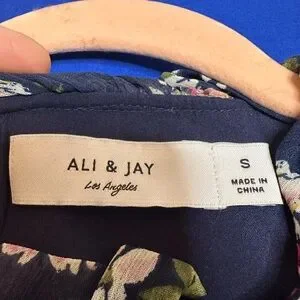 ALI & JAY
Los Angeles
S
MADE IN
CHINA